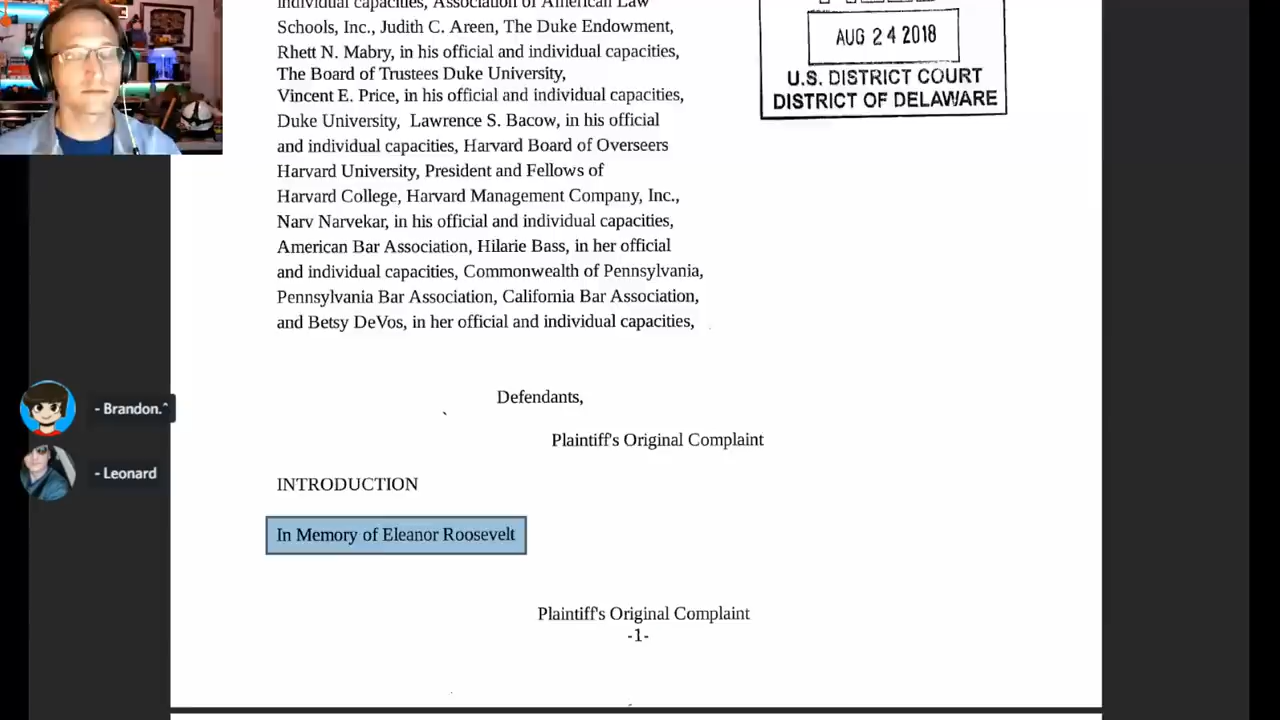 individual capacities, Association of American Law
Schools, Inc., Judith C. Areen, The Duke Endowment,
Rhett N. Mabry, in his official and individual capacities,
The Board of Trustees Duke University,
Vincent E. Price, in his official and individual capacities,
Duke University, Lawrence S. Bacow, in his official
and individual capacities, Harvard Board of Overseers
Harvard University, President and Fellows of
Harvard College, Harvard Management Company, Inc.,
Narv Narvekar, in his official and individual capacities,
American Bar Association, Hilarie Bass, in her official
and individual capacities, Commonwealth of Pennsylvania,
Pennsylvania Bar Association, California Bar Association,
and Betsy DeVos, in her official and individual capacities,
AUG 24 2018
U.S. DISTRICT COURT
DISTRICT OF DELAWARE
Defendants,
Plaintiff's Original Complaint
INTRODUCTION
In Memory of Eleanor Roosevelt
Plaintiff's Original Complaint
-1-
- Brandon.^
- Leonard